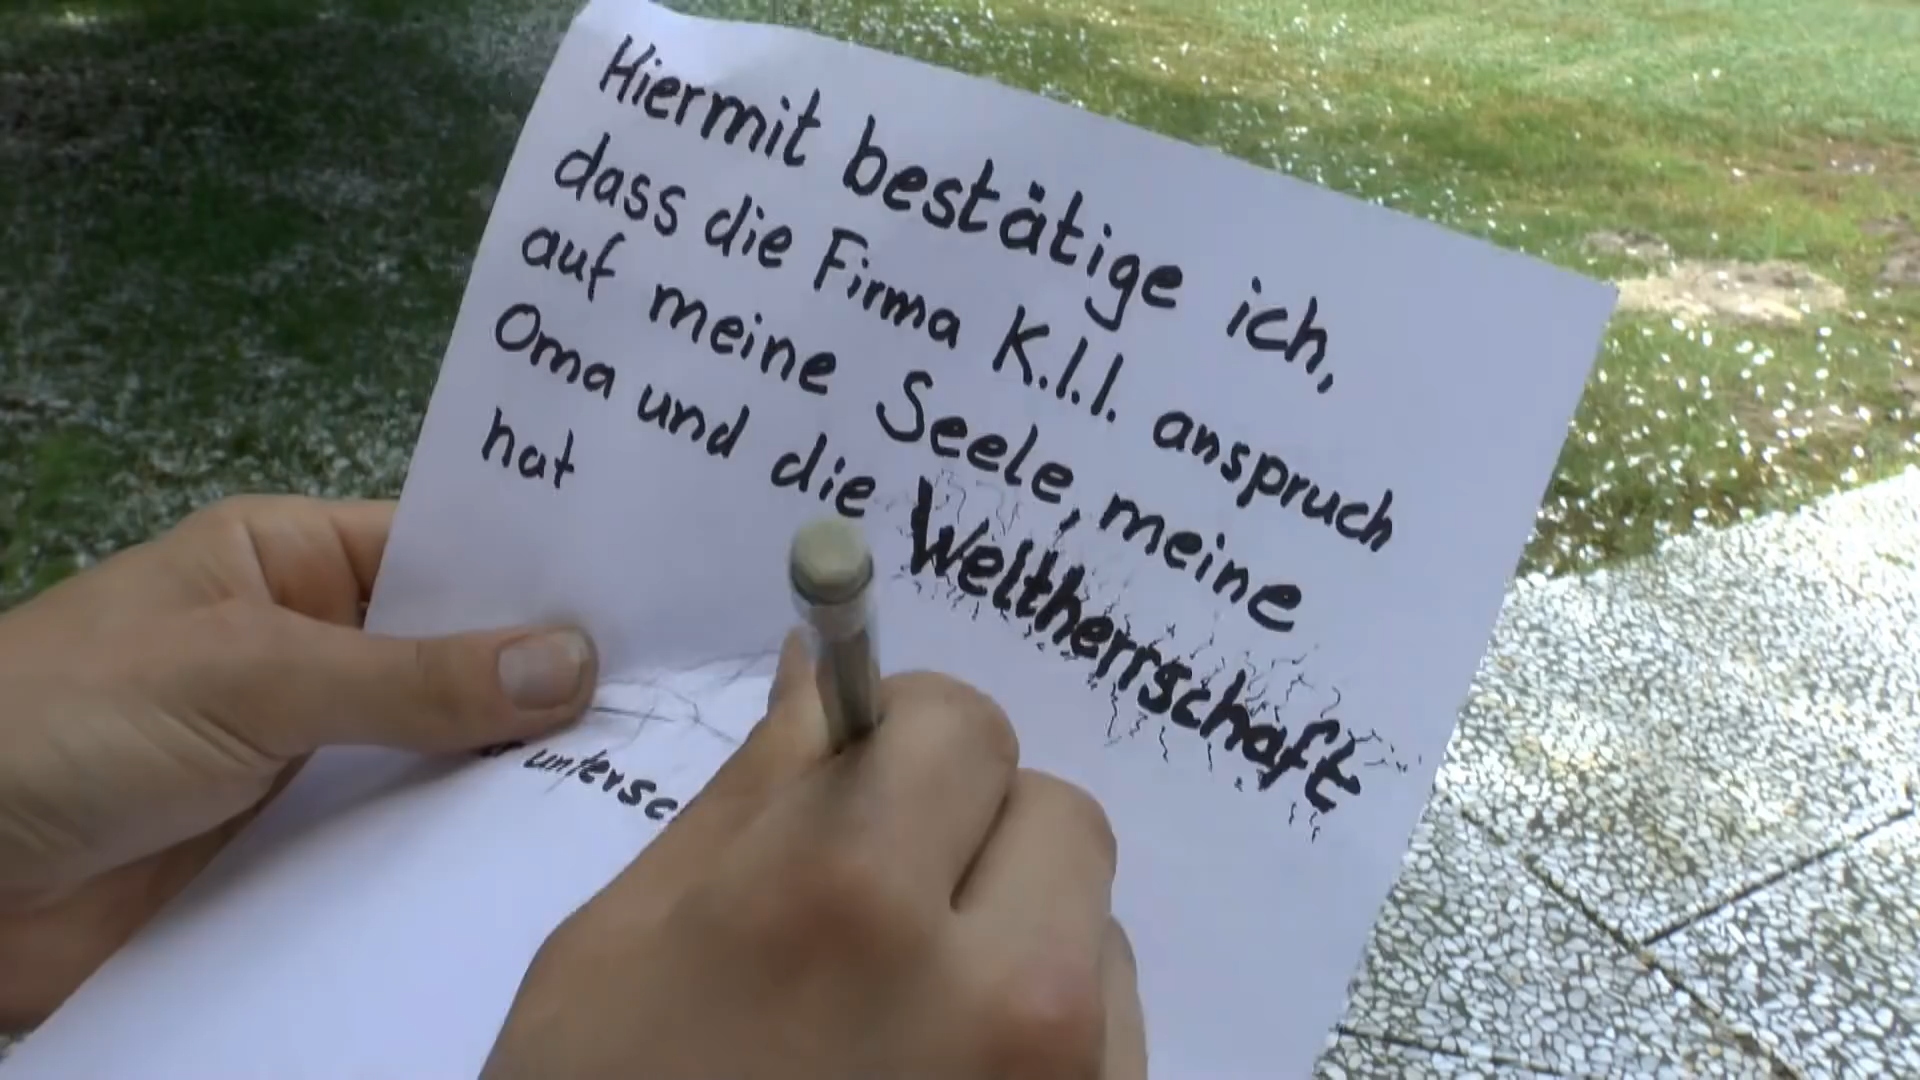 Hiermit bestätige ich,
dass die Firma K.I.I. anspruch
auf meine Seele, meine
Oma und die Weltherrschaft
hat